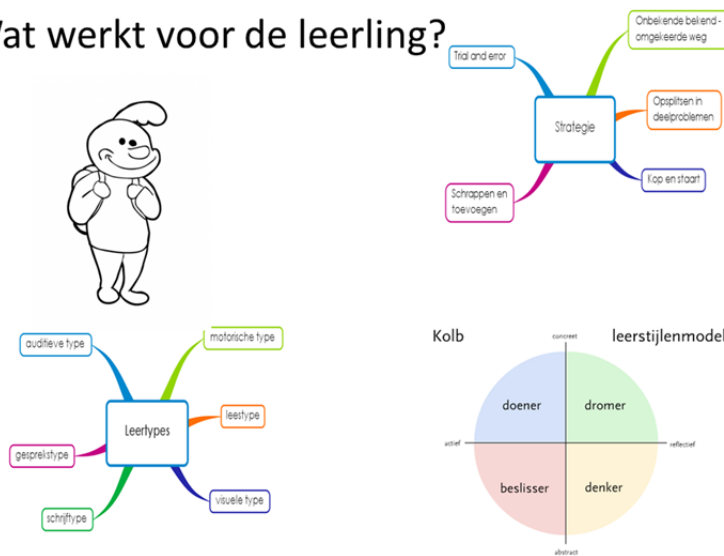 Wat werkt voor de leerling?
Trial and error
Onbekende bekend -
omgekeerde weg
Strategie
Opsplitsen in
deelproblemen
Kop en staart
Schrappen en
toevoegen
auditieve type
motorische type
Leertypes
leestype
gesprekstype
visuele type
schrijftype
Kolb
concreet
leerstijlenmodel
doener
dromer
actief
reflectief
beslisser
denker
abstract